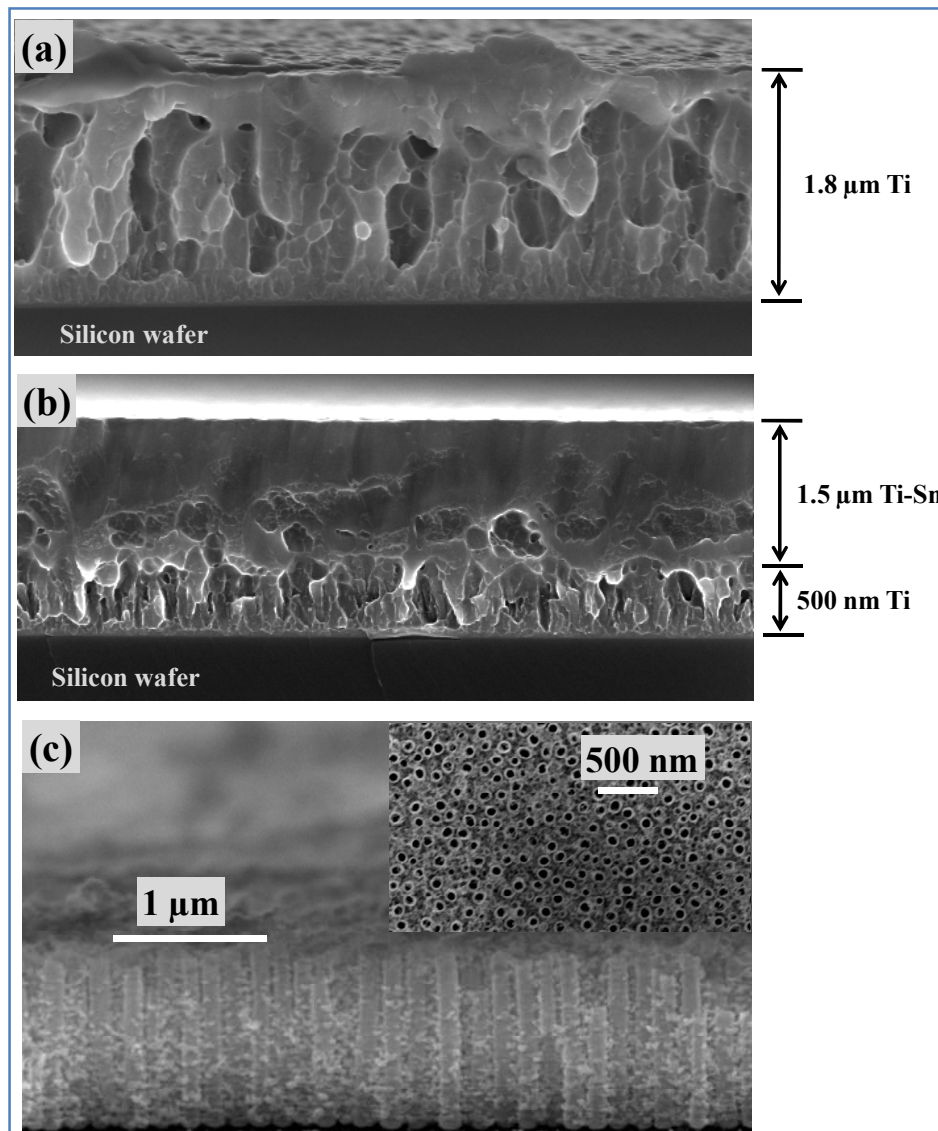 (a)
1.8 µm Ti
Silicon wafer
(b)
1.5 µm Ti-Sn
500 nm Ti
Silicon wafer
(c)
500 nm
1 µm